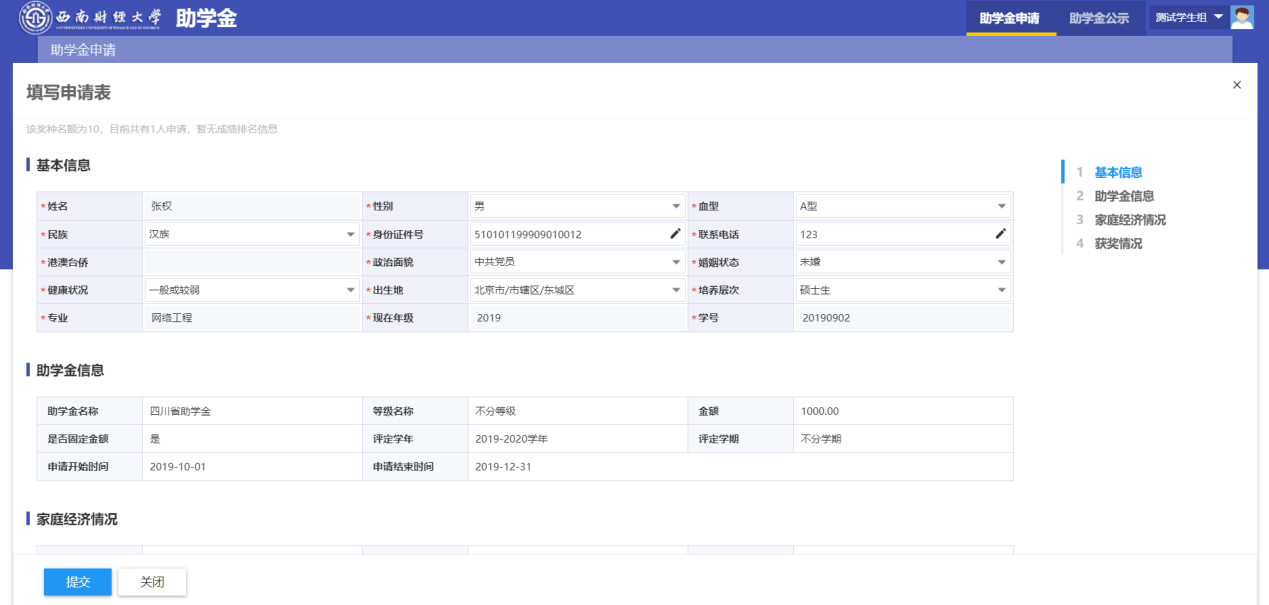 西南财经大学 助学金 助学金申请 助学金公示 测试学生组
助学金申请
填写申请表
该奖种名额为10，目前共有1人申请，暂无成绩排名信息
基本信息
*姓名 张权 *性别 男 *血型 A型
*民族 汉族 *身份证件号 510101199909010012 *联系电话 123
*港澳台侨 *政治面貌 中共党员 *婚姻状态 未婚
*健康状况 一般或较弱 *出生地 北京市/市辖区/东城区 *培养层次 硕士生
*专业 网络工程 *现在年级 2019 *学号 20190902
1 基本信息
2 助学金信息
3 家庭经济情况
4 获奖情况
助学金信息
助学金名称 四川省助学金 等级名称 不分等级 金额 1000.00
是否固定金额 是 评定学年 2019-2020学年 评定学期 不分学期
申请开始时间 2019-10-01 申请结束时间 2019-12-31
家庭经济情况
提交 关闭